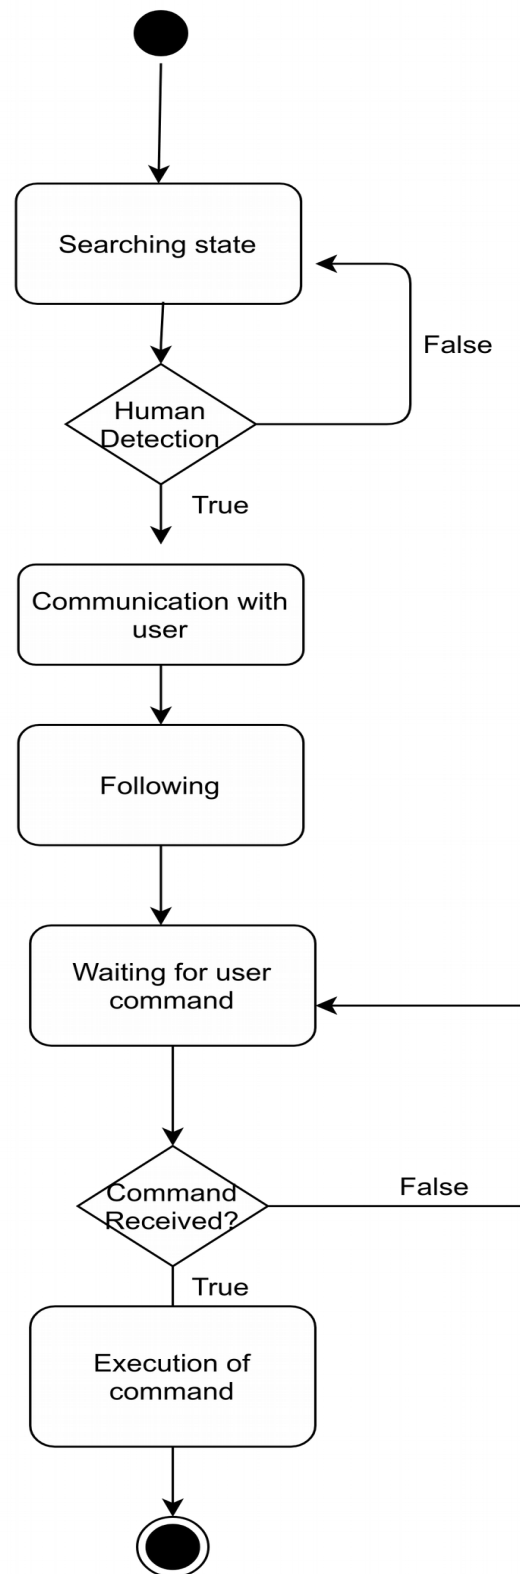 Searching state
False
Human
Detection
True
Communication with
user
Following
Waiting for user
command
Command
Received?
False
True
Execution of
command